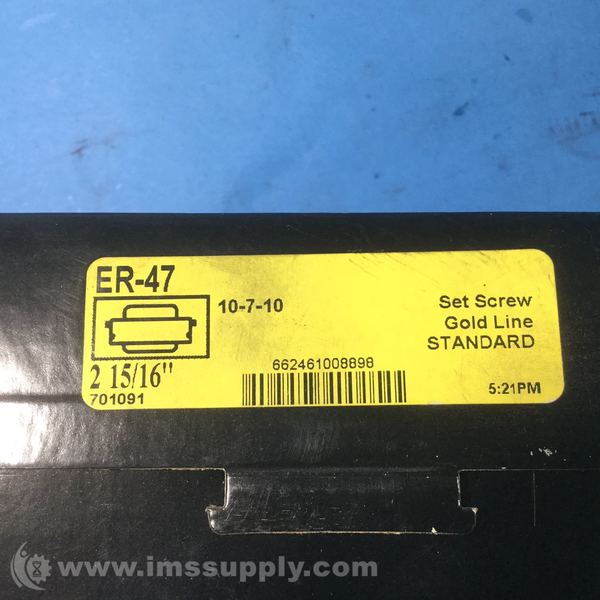 ER-47
10-7-10
Set Screw
Gold Line
STANDARD
2 15/16"
701091
662461008898
5:21PM
www.imssupply.com